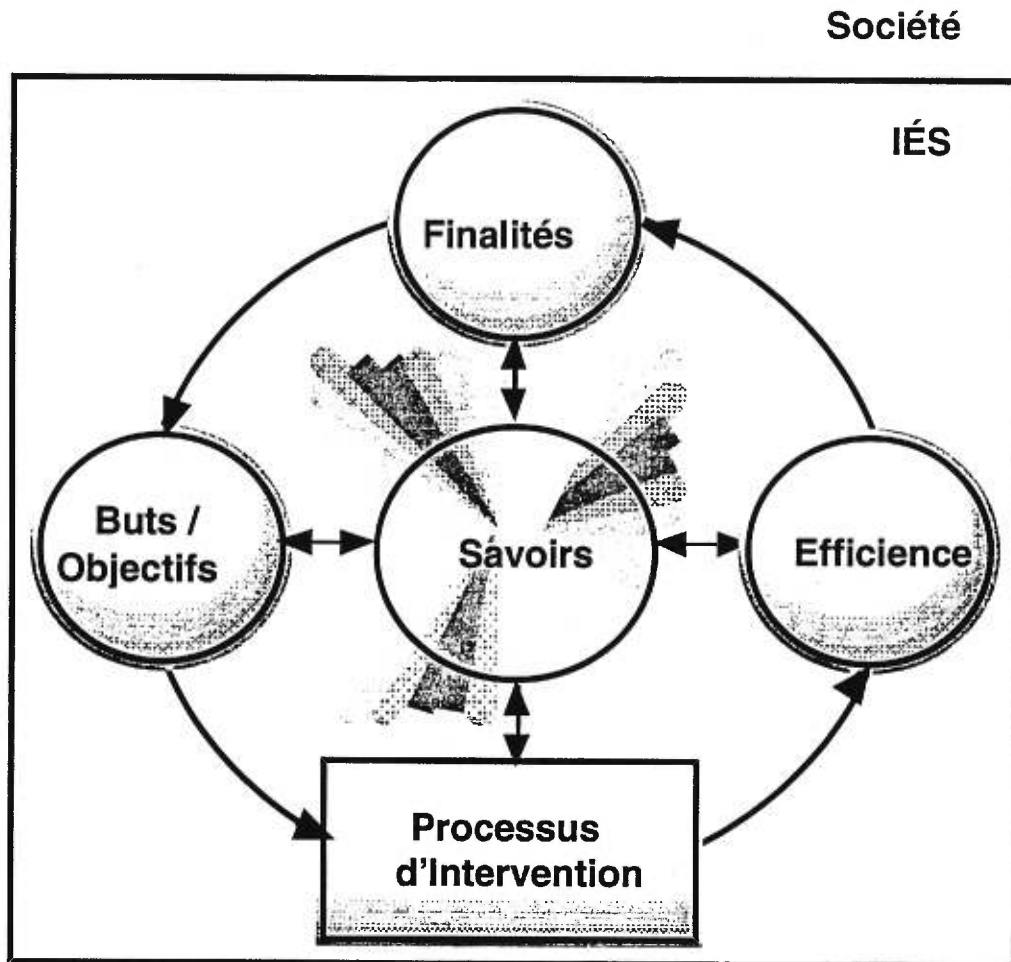 Société
IÉS
Finalités
Buts /
Objectifs
Savoirs
Efficience
Processus
d'Intervention